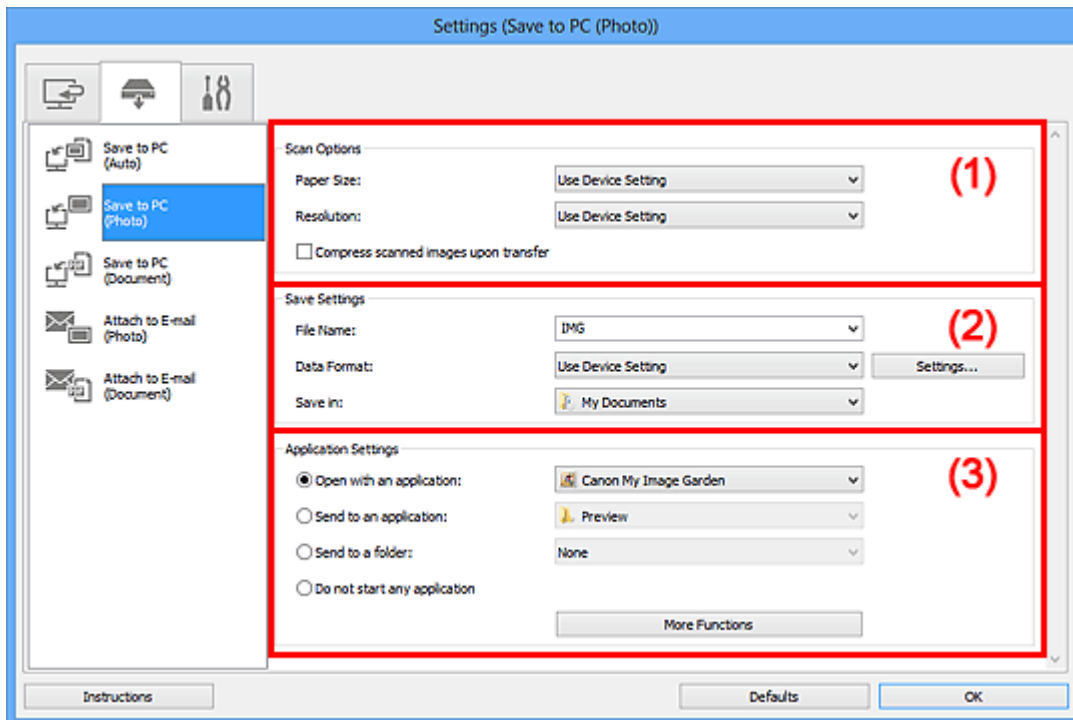 Settings (Save to PC (Photo))
Save to PC
(Auto)
Save to PC
(Photo)
Save to PC
(Document)
Attach to E-mail
(Photo)
Attach to E-mail
(Document)
Scan Options
(1)
Paper Size: Use Device Setting
Resolution: Use Device Setting
Compress scanned images upon transfer
Save Settings
(2)
File Name: IMG
Data Format: Use Device Setting Settings...
Save in: My Documents
Application Settings
(3)
Open with an application: Canon My Image Garden
Send to an application: Preview
Send to a folder: None
Do not start any application
More Functions
Instructions Defaults OK